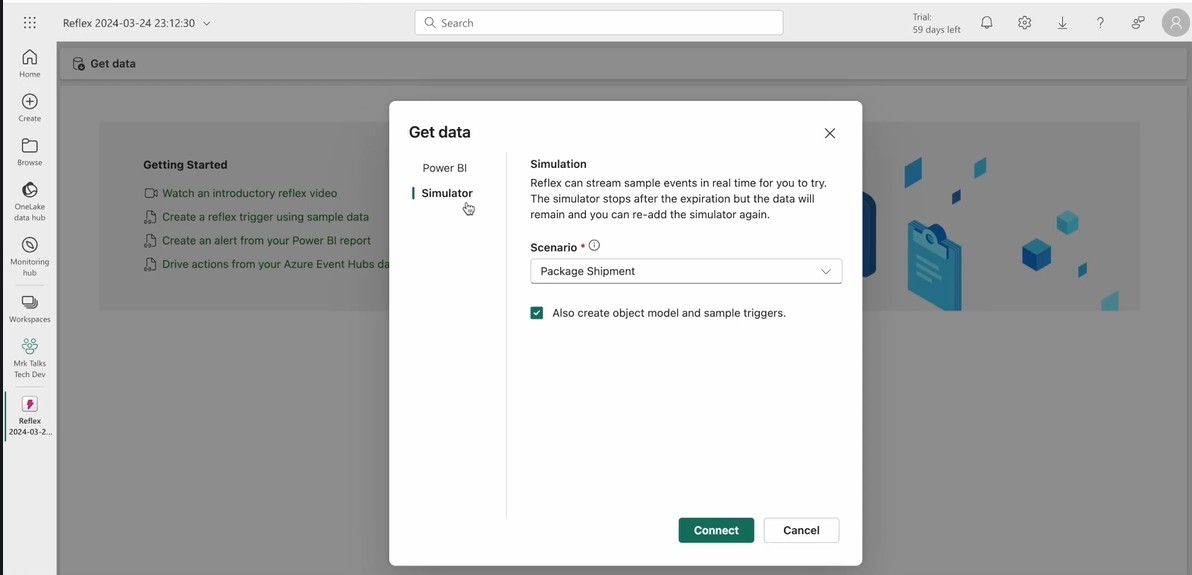 Reflex 2024-03-24 23:12:30
Search
Trial:
59 days left
Home
Create
Browse
OneLake
data hub
Monitoring
hub
Workspaces
Mrk Talks
Tech Dev
Reflex
2024-03-2...
Get data
Getting Started
Watch an introductory reflex video
Create a reflex trigger using sample data
Create an alert from your Power BI report
Drive actions from your Azure Event Hubs da
Get data
Power BI
Simulator
Simulation
Reflex can stream sample events in real time for you to try.
The simulator stops after the expiration but the data will
remain and you can re-add the simulator again.
Scenario *
Package Shipment
Also create object model and sample triggers.
Connect
Cancel